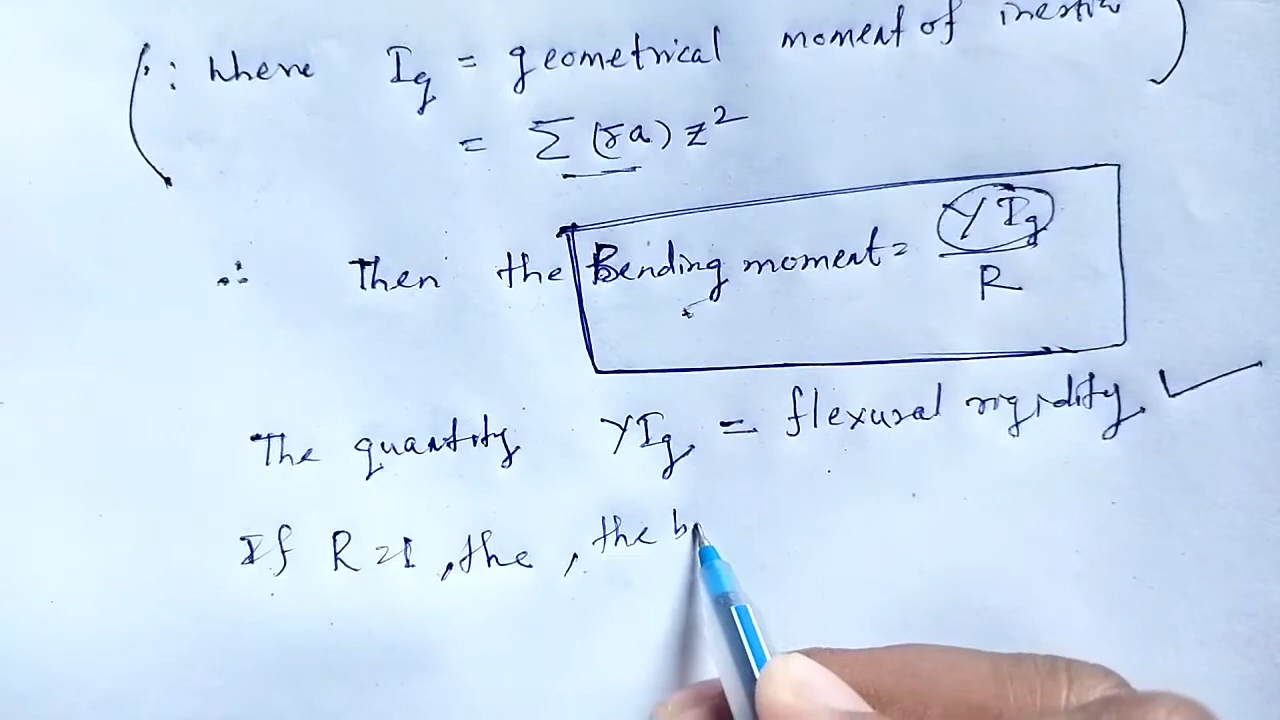 (∵ Where I_g = geometrical moment of inertia)
= Σ (δa) z²
∴ Then the Bending moment = YI_g / R
The quantity YI_g = flexural rigidity ✓
If R = 1, the, the b